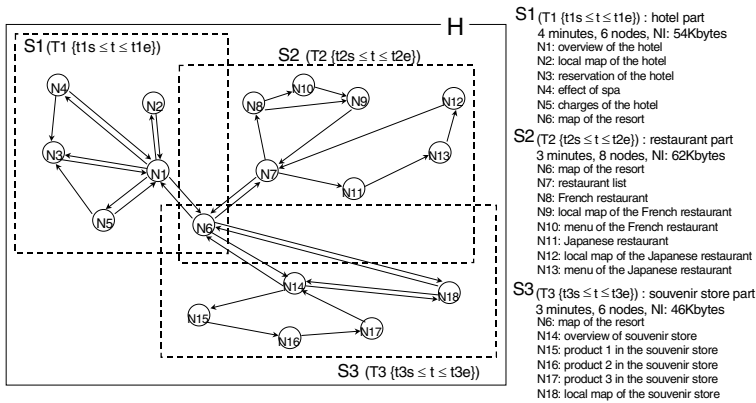 H
S1 (T1 {t1s ≤ t ≤ t1e})
S2 (T2 {t2s ≤ t ≤ t2e})
N4
N2
N3
N1
N5
N10
N8
N9
N12
N13
N7
N11
N6
N14
N18
N15
N17
N16
S3 (T3 {t3s ≤ t ≤ t3e})
S1 (T1 {t1s ≤ t ≤ t1e}) : hotel part
4 minutes, 6 nodes, NI: 54Kbytes
N1: overview of the hotel
N2: local map of the hotel
N3: reservation of the hotel
N4: effect of spa
N5: charges of the hotel
N6: map of the resort
S2 (T2 {t2s ≤ t ≤ t2e}) : restaurant part
3 minutes, 8 nodes, NI: 62Kbytes
N6: map of the resort
N7: restaurant list
N8: French restaurant
N9: local map of the French restaurant
N10: menu of the French restaurant
N11: Japanese restaurant
N12: local map of the Japanese restaurant
N13: menu of the Japanese restaurant
S3 (T3 {t3s ≤ t ≤ t3e}) : souvenir store part
3 minutes, 6 nodes, NI: 46Kbytes
N6: map of the resort
N14: overview of souvenir store
N15: product 1 in the souvenir store
N16: product 2 in the souvenir store
N17: product 3 in the souvenir store
N18: local map of the souvenir store